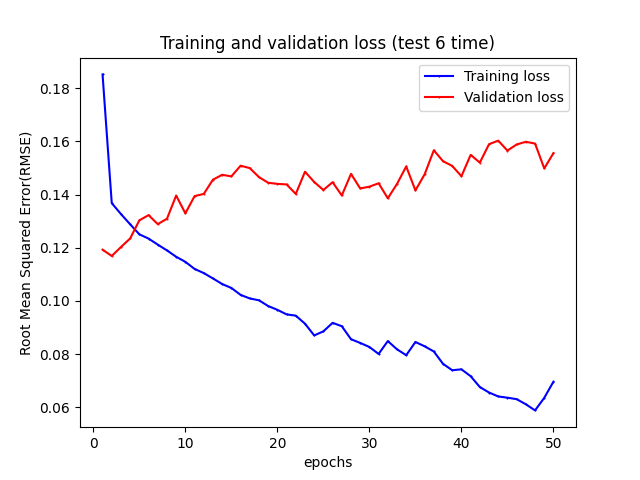 Training and validation loss (test 6 time)
Training loss
Validation loss
Root Mean Squared Error(RMSE)
0.18
0.16
0.14
0.12
0.10
0.08
0.06
0 10 20 30 40 50
epochs